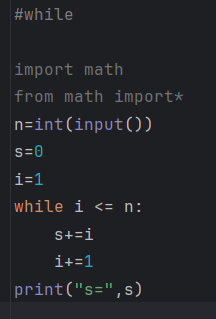 #while
import math
from math import*
n=int(input())
s=0
i=1
while i <= n:
    s+=i
    i+=1
print("s=",s)